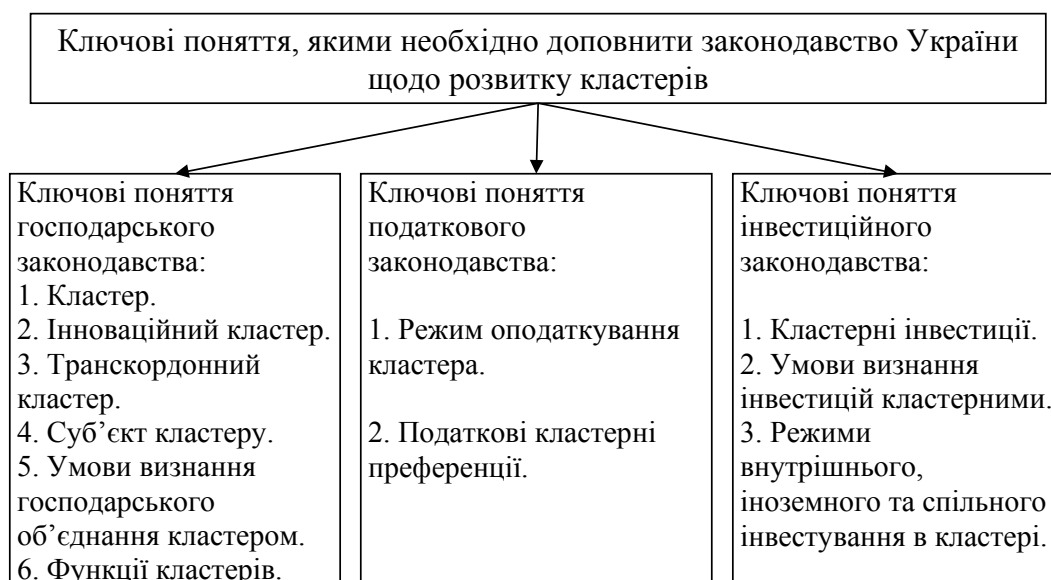 Ключові поняття, якими необхідно доповнити законодавство України
щодо розвитку кластерів
Ключові поняття
господарського
законодавства:
1. Кластер.
2. Інноваційний кластер.
3. Транскордонний
кластер.
4. Суб’єкт кластеру.
5. Умови визнання
господарського
об’єднання кластером.
6. Функції кластерів.
Ключові поняття
податкового
законодавства:
1. Режим оподаткування
кластера.
2. Податкові кластерні
преференції.
Ключові поняття
інвестиційного
законодавства:
1. Кластерні інвестиції.
2. Умови визнання
інвестицій кластерними.
3. Режими
внутрішнього,
іноземного та спільного
інвестування в кластері.